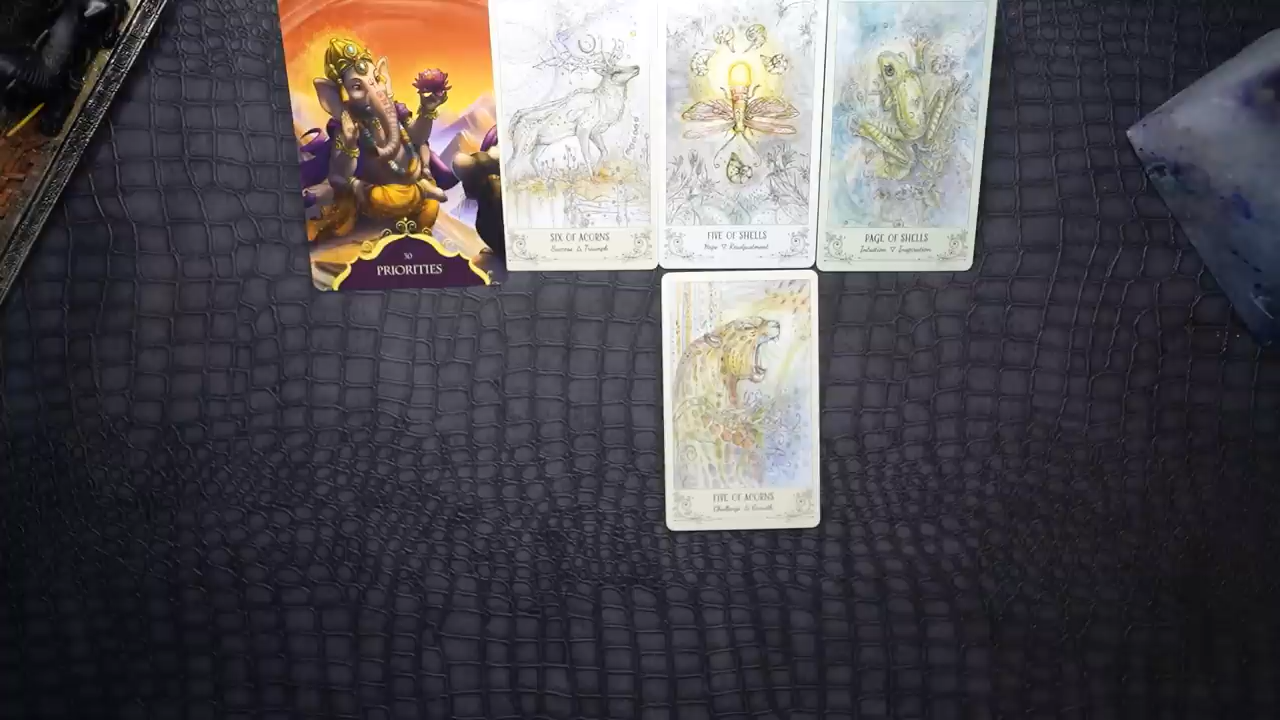 30
PRIORITIES
SIX OF ACORNS
Success & Triumph
FIVE OF SHELLS
Hope ▽ Readjustment
PAGE OF SHELLS
Intuition ▽ Inspiration
FIVE OF ACORNS
Challenge & Growth